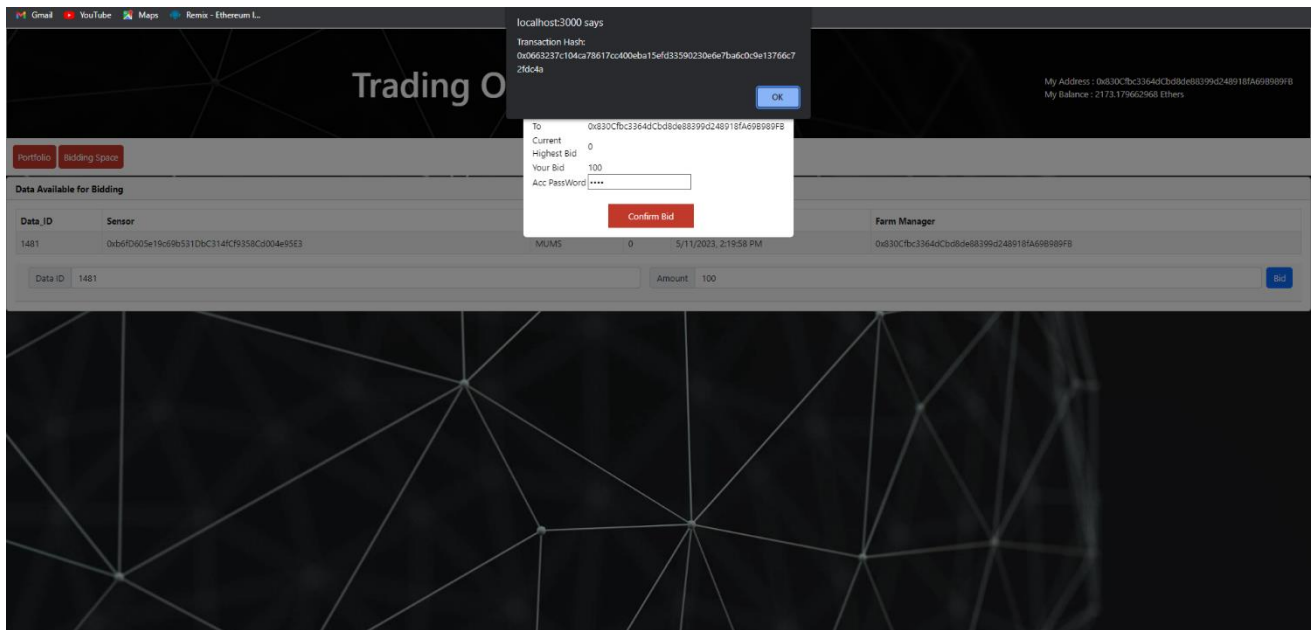 Gmail YouTube Maps Remix - Ethereum I...
localhost:3000 says
Transaction Hash:
0x0663237c104ca78617cc400eba15efd33590230e6e7ba6c0c9e13766c7
2fdc4a
OK
Trading O
My Address : 0x830Cfbc3364dCbd8de88399d248918fA69B989FB
My Balance : 2173.179662968 Ethers
To 0x830Cfbc3364dCbd8de88399d248918fA69B989FB
Current
Highest Bid 0
Your Bid 100
Acc PassWord ····
Confirm Bid
Portfolio Bidding Space
Data Available for Bidding
Data_ID Sensor Farm Manager
1481 0xb6fD605e19c69b531DbC314fCf9358Cd004e95E3 MUMS 0 5/11/2023, 2:19:58 PM 0x830Cfbc3364dCbd8de88399d248918fA69B989FB
Data ID 1481 Amount 100 Bid